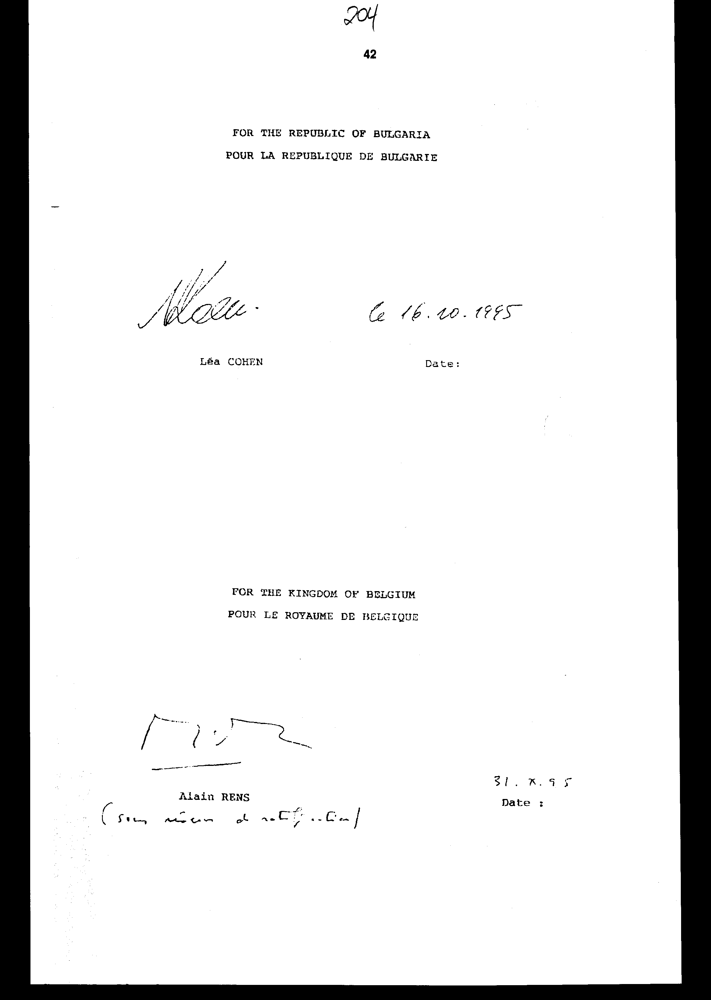 204
42
FOR THE REPUBLIC OF BULGARIA
POUR LA REPUBLIQUE DE BULGARIE
le 16.10.1995
Léa COHEN Date:
FOR THE KINGDOM OF BELGIUM
POUR LE ROYAUME DE BELGIQUE
31.X.95
Alain RENS Date :
(sous réserve de ratification)